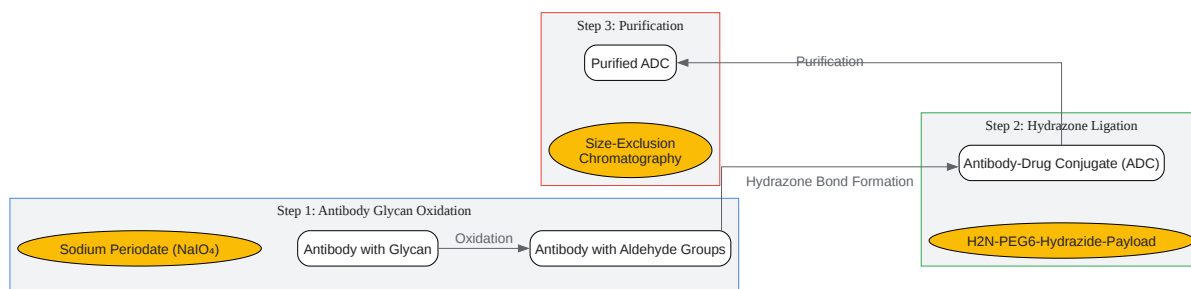 Step 3: Purification
Purified ADC
Purification
Size-Exclusion
Chromatography
Step 2: Hydrazone Ligation
Antibody-Drug Conjugate (ADC)
Hydrazone Bond Formation
H2N-PEG6-Hydrazide-Payload
Step 1: Antibody Glycan Oxidation
Sodium Periodate (NaIO₄)
Antibody with Glycan
Oxidation
Antibody with Aldehyde Groups